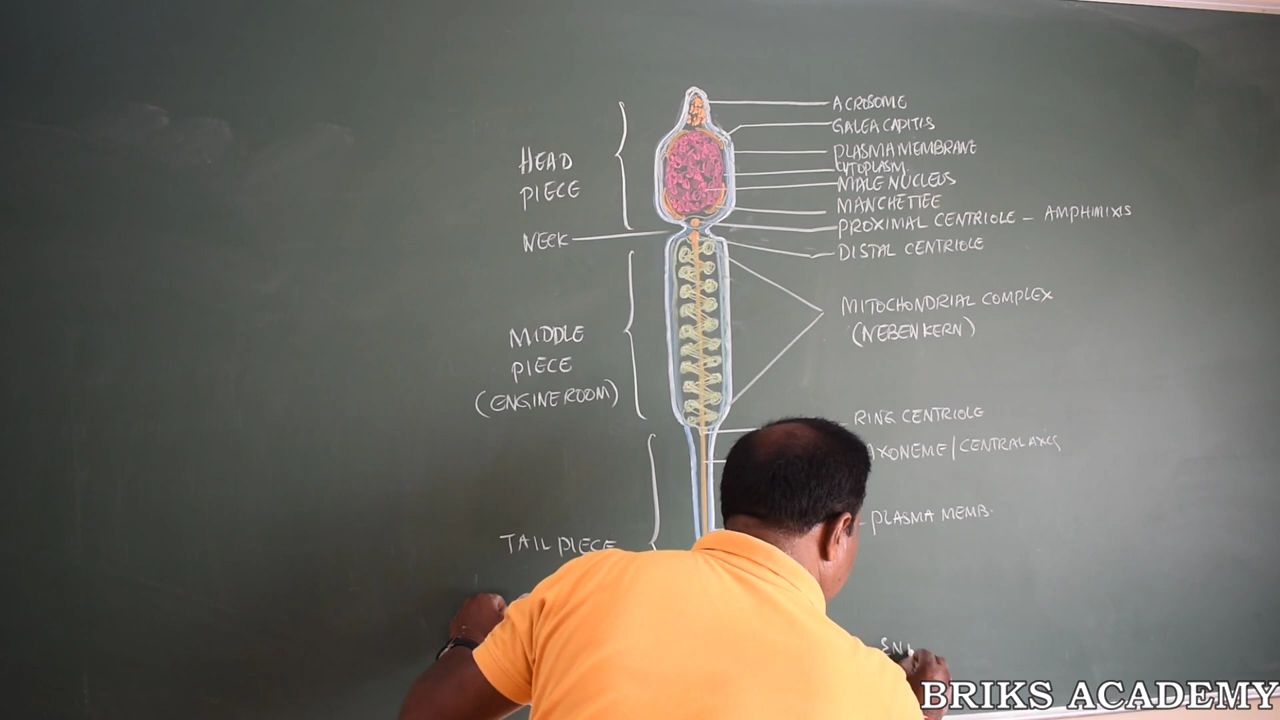 ACROSOME
GALEA CAPITIS
PLASMA MEMBRANE
CYTOPLASM
MALE NUCLEUS
MANCHETTEE
PROXIMAL CENTRIOLE - AMPHIMIXIS
DISTAL CENTRIOLE
HEAD
PIECE
NECK
MITOCHONDRIAL COMPLEX
(NEBENKERN)
MIDDLE
PIECE
(ENGINE ROOM)
RING CENTRIOLE
AXONEME/CENTRAL AXIS
PLASMA MEMB.
TAIL PIECE
BRIKS ACADEMY